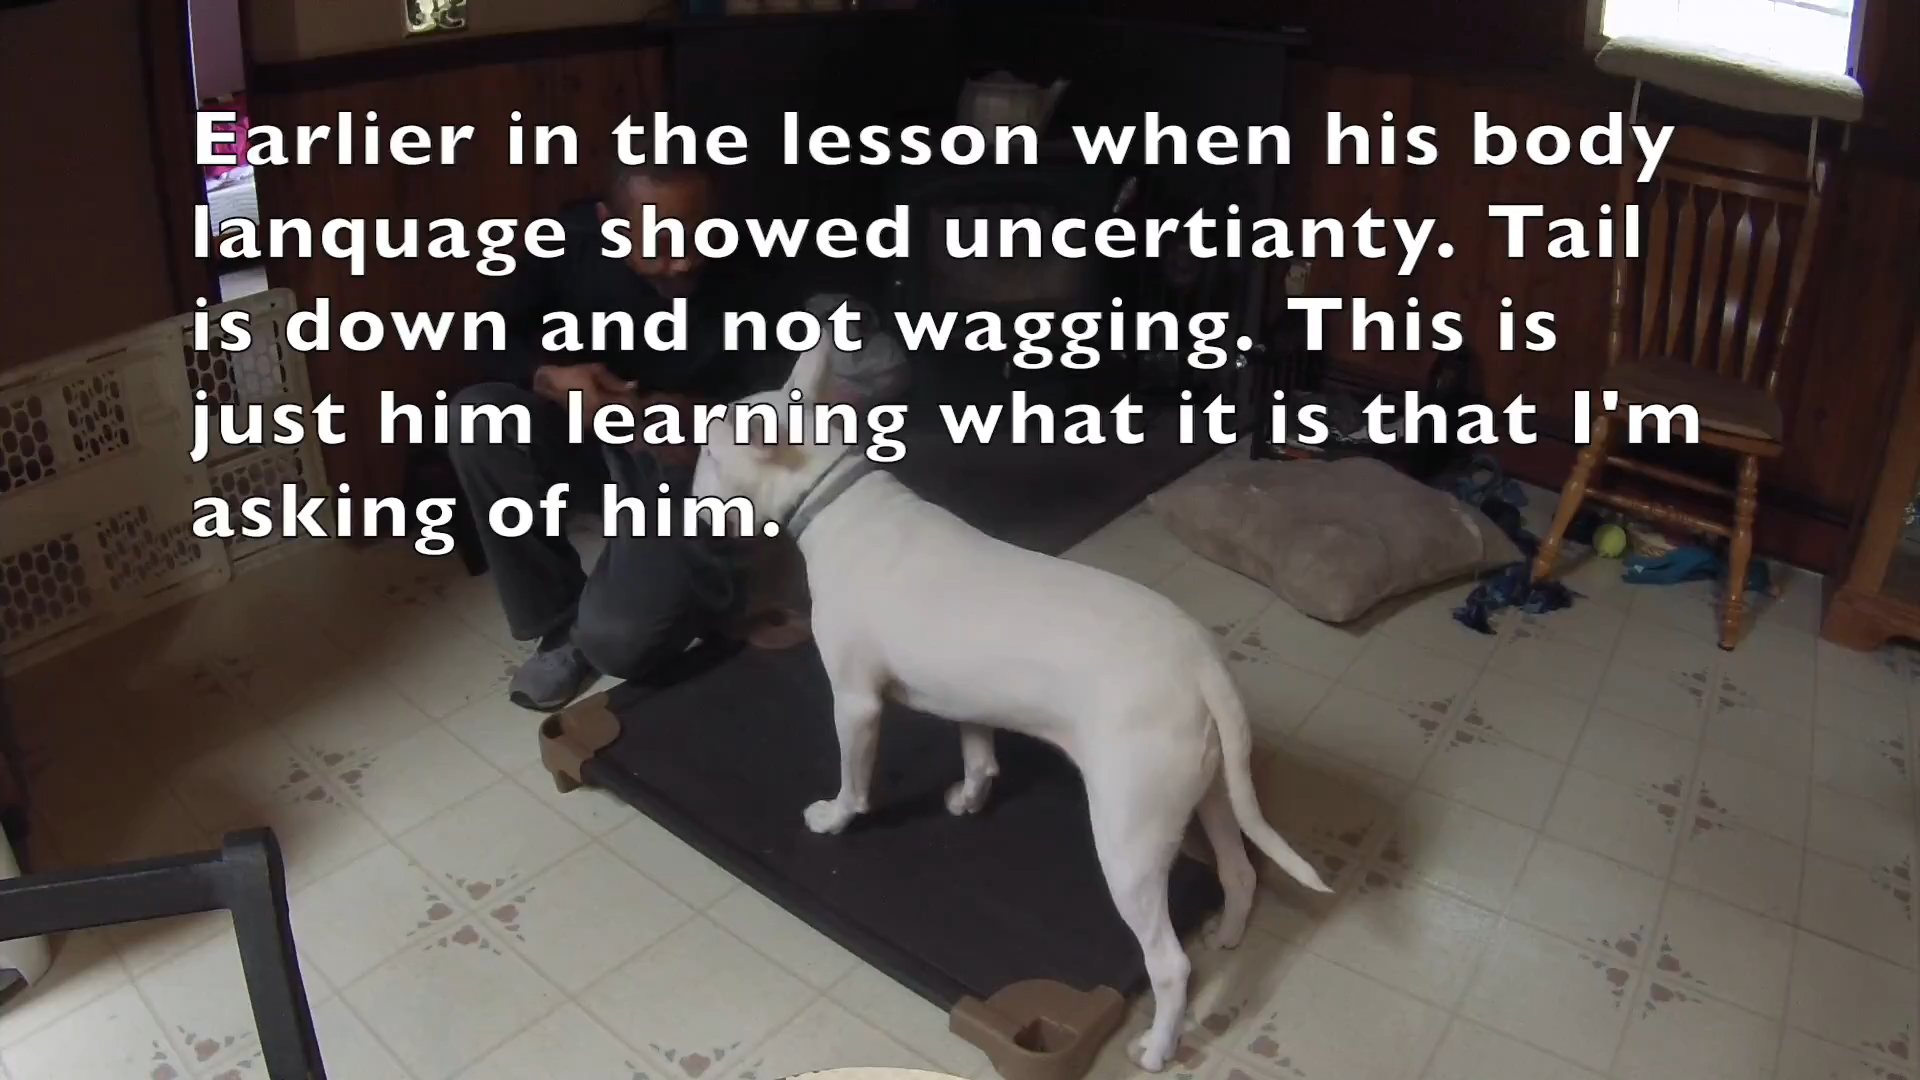 Earlier in the lesson when his body
lanquage showed uncertianty. Tail
is down and not wagging. This is
just him learning what it is that I'm
asking of him.